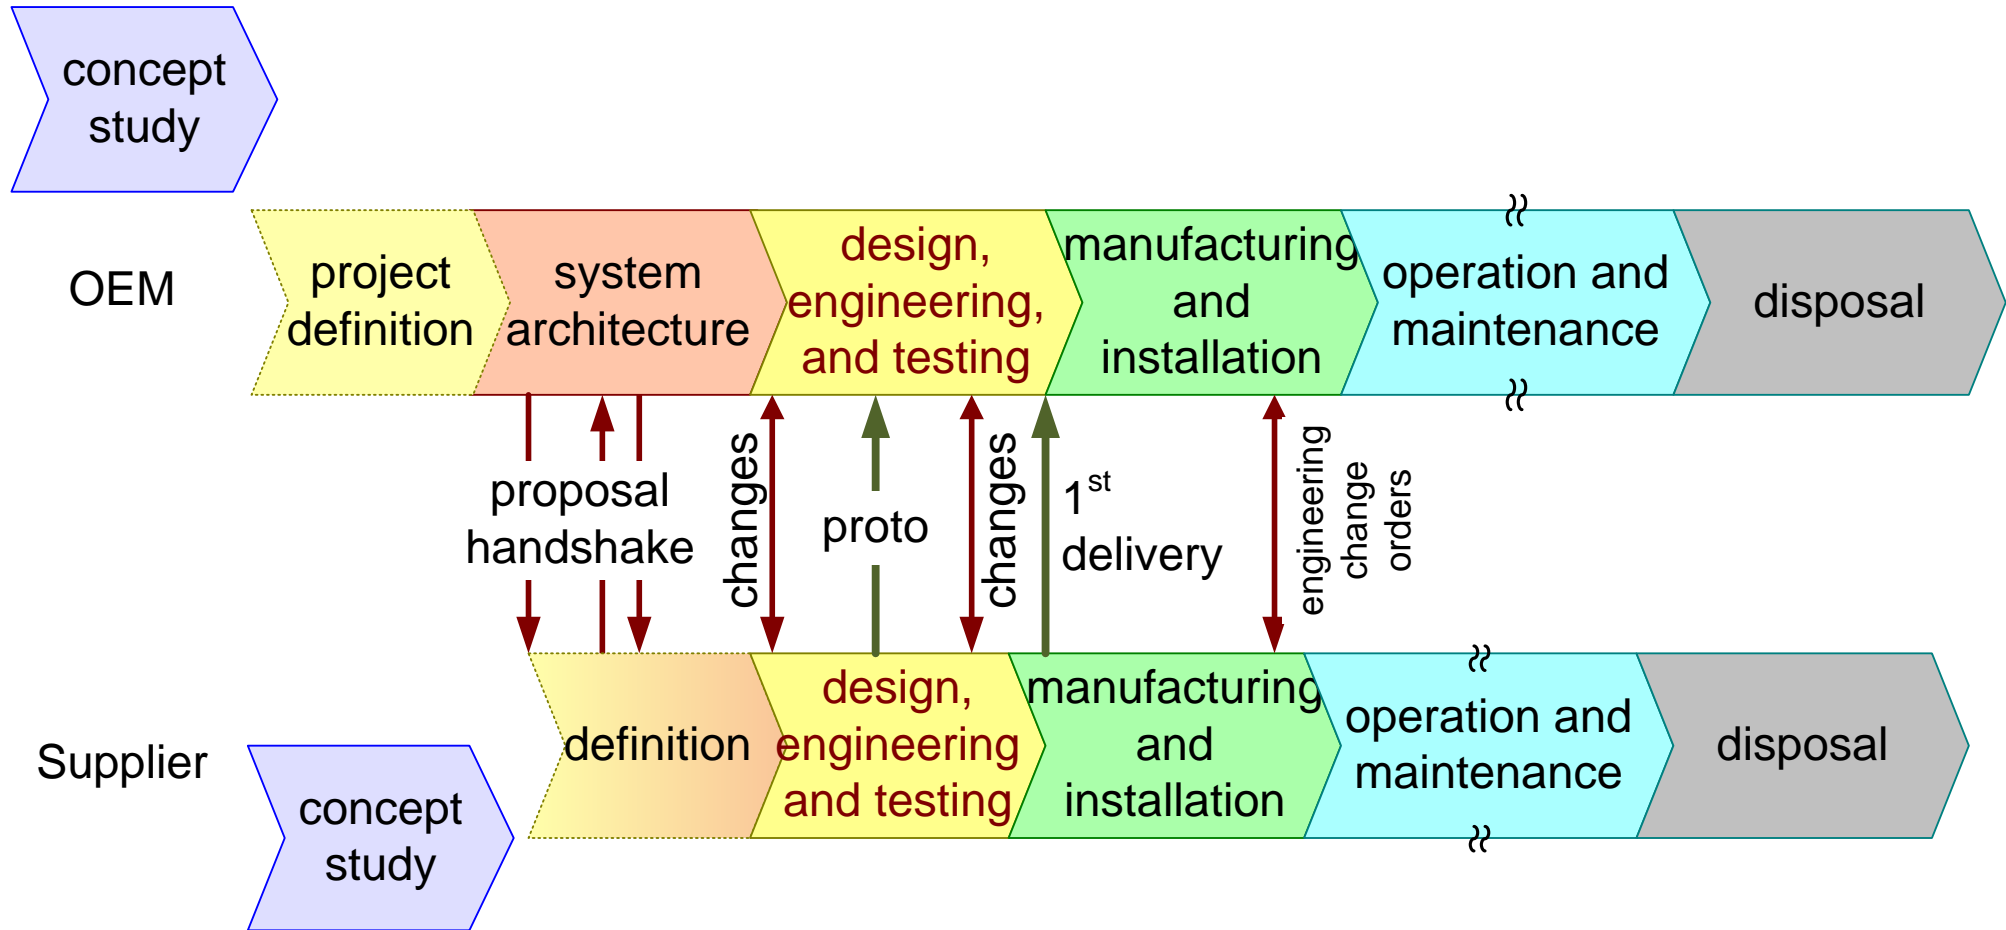 concept
study
OEM
project
definition
system
architecture
design,
engineering,
and testing
manufacturing
and
installation
operation and
maintenance
disposal
proposal
handshake
changes
proto
changes
1st
delivery
engineering
change
orders
Supplier
concept
study
definition
design,
engineering
and testing
manufacturing
and
installation
operation and
maintenance
disposal